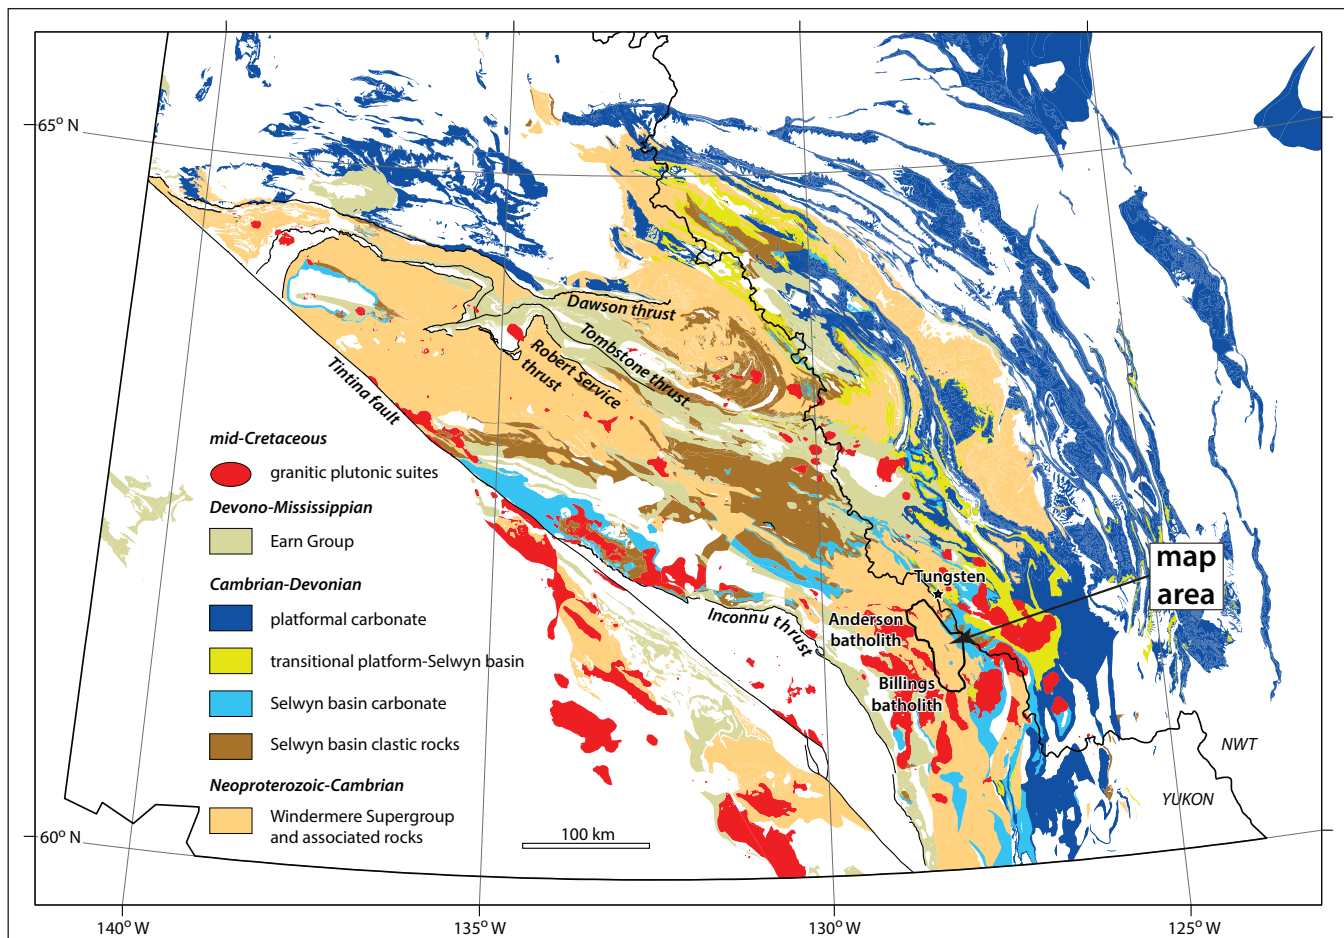 65° N
Dawson thrust
Tombstone thrust
Robert Service
thrust
Tintina fault
mid-Cretaceous
granitic plutonic suites
Devono-Mississippian
Earn Group
Cambrian-Devonian
platformal carbonate
transitional platform-Selwyn basin
Selwyn basin carbonate
Selwyn basin clastic rocks
Neoproterozoic-Cambrian
Windermere Supergroup
and associated rocks
map
area
Tungsten
Inconnu thrust
Anderson
batholith
Billings
batholith
NWT
YUKON
60° N
100 km
140° W
135° W
130° W
125° W